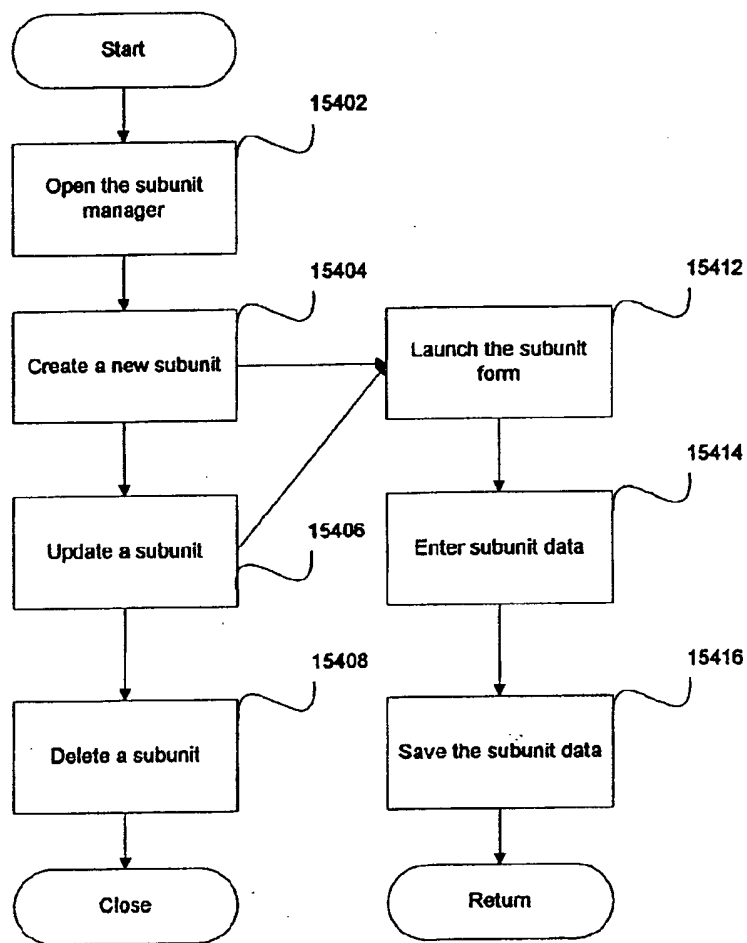 Start
15402
Open the subunit
manager
15404
Create a new subunit
15406
Update a subunit
15408
Delete a subunit
Close
15412
Launch the subunit
form
15414
Enter subunit data
15416
Save the subunit data
Return